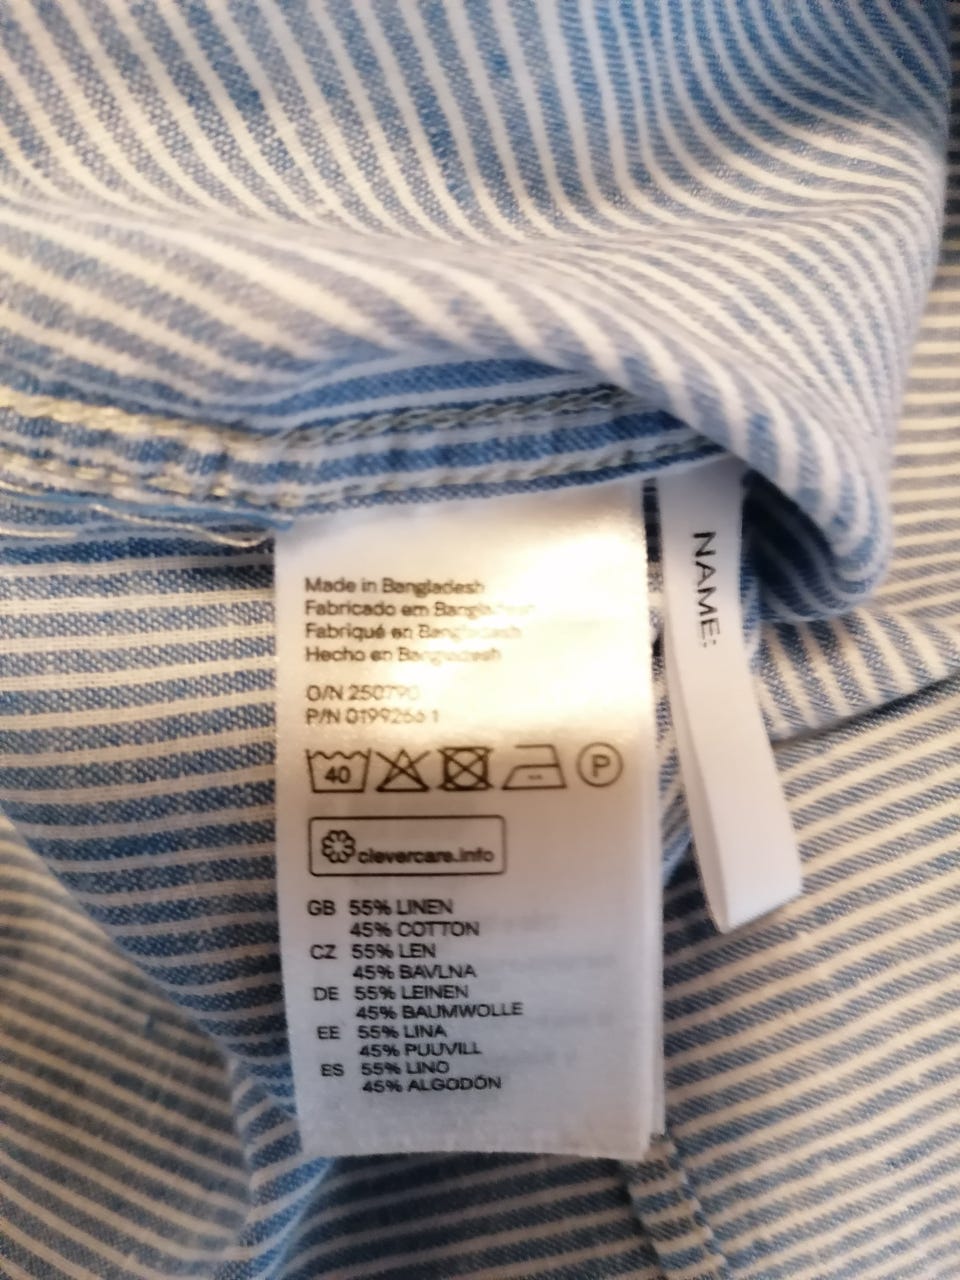 Made in Bangladesh
Fabricado em Bangladesh
Fabriqué en Bangladesh
Hecho en Bangladesh
O/N 250790
P/N 0199266 1
40
P
clevercare.info
GB 55% LINEN
45% COTTON
CZ 55% LEN
45% BAVLNA
DE 55% LEINEN
45% BAUMWOLLE
EE 55% LINA
45% PUUVILL
ES 55% LINO
45% ALGODÓN
NAME: